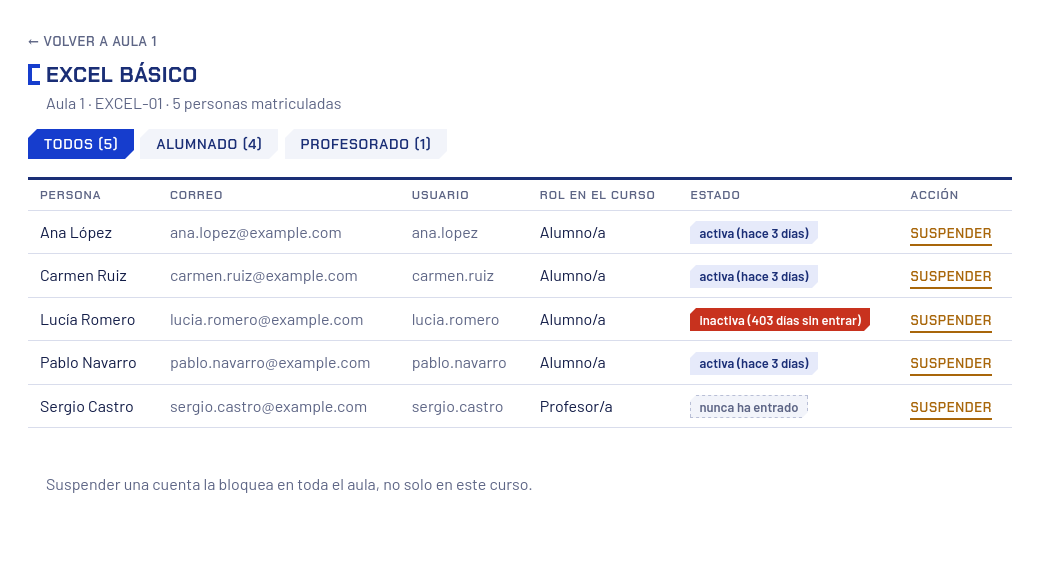 ← VOLVER A AULA 1
EXCEL BÁSICO
Aula 1 · EXCEL-01 · 5 personas matriculadas
TODOS (5) ALUMNADO (4) PROFESORADO (1)
PERSONA CORREO USUARIO ROL EN EL CURSO ESTADO ACCIÓN
Ana López ana.lopez@example.com ana.lopez Alumno/a activa (hace 3 días) SUSPENDER
Carmen Ruiz carmen.ruiz@example.com carmen.ruiz Alumno/a activa (hace 3 días) SUSPENDER
Lucía Romero lucia.romero@example.com lucia.romero Alumno/a inactiva (403 días sin entrar) SUSPENDER
Pablo Navarro pablo.navarro@example.com pablo.navarro Alumno/a activa (hace 3 días) SUSPENDER
Sergio Castro sergio.castro@example.com sergio.castro Profesor/a nunca ha entrado SUSPENDER
Suspender una cuenta la bloquea en toda el aula, no solo en este curso.